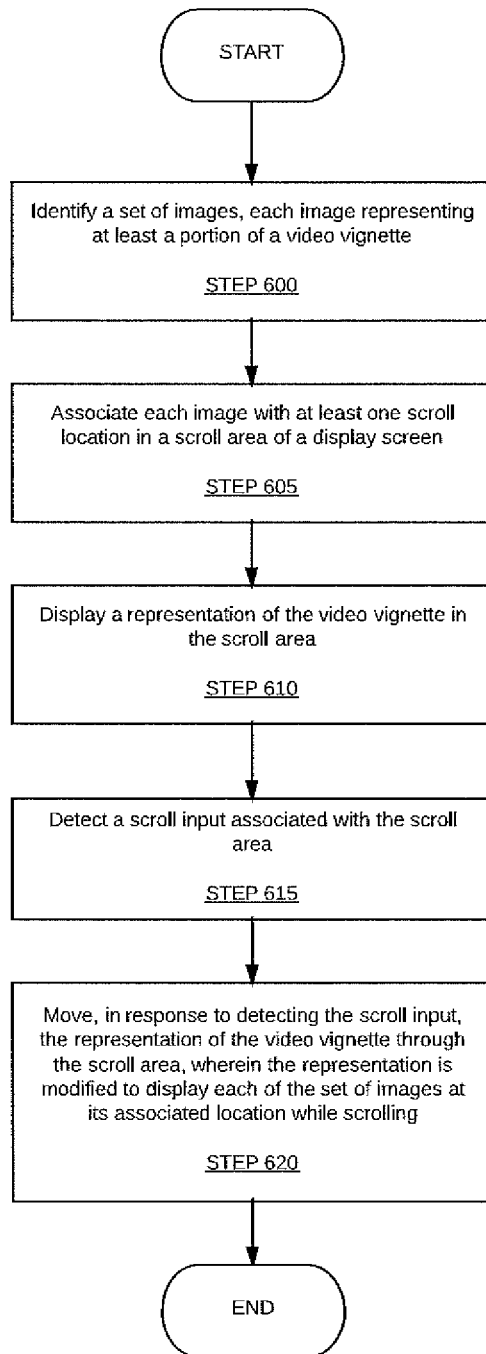 START
Identify a set of images, each image representing
at least a portion of a video vignette
STEP 600
Associate each image with at least one scroll
location in a scroll area of a display screen
STEP 605
Display a representation of the video vignette in
the scroll area
STEP 610
Detect a scroll input associated with the scroll
area
STEP 615
Move, in response to detecting the scroll input,
the representation of the video vignette through
the scroll area, wherein the representation is
modified to display each of the set of images at
its associated location while scrolling
STEP 620
END